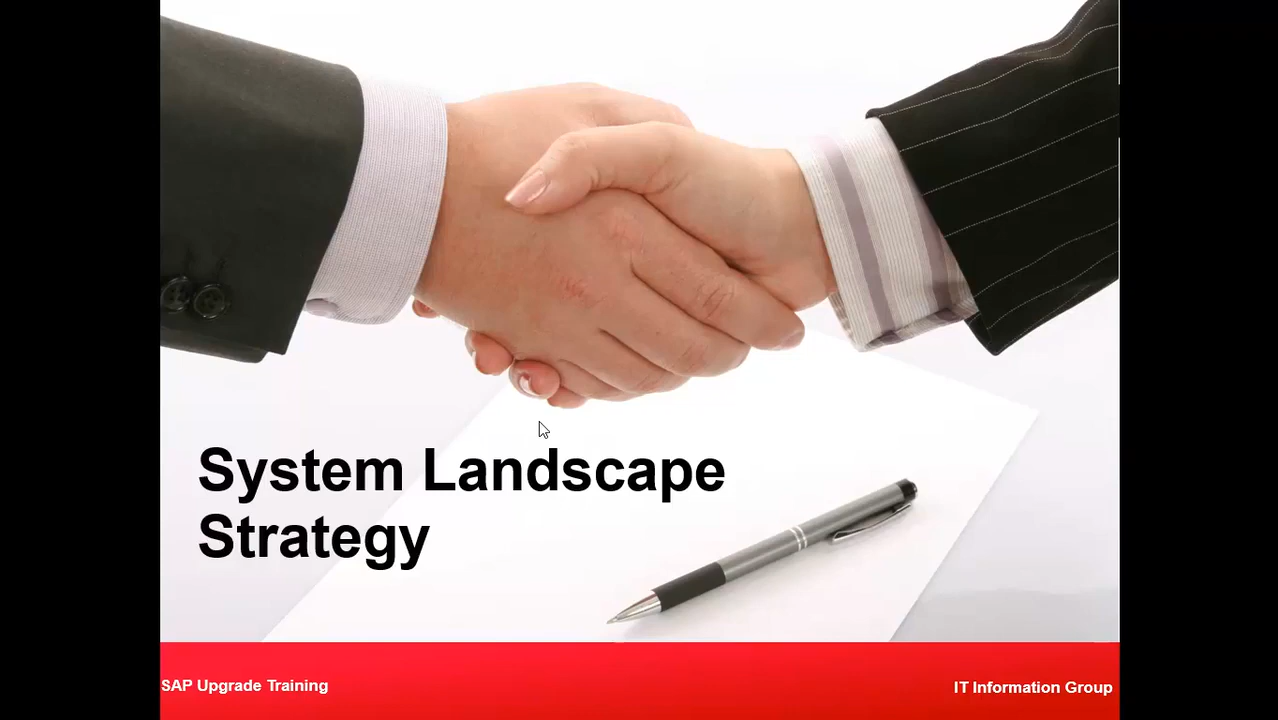 System Landscape
Strategy
SAP Upgrade Training
IT Information Group